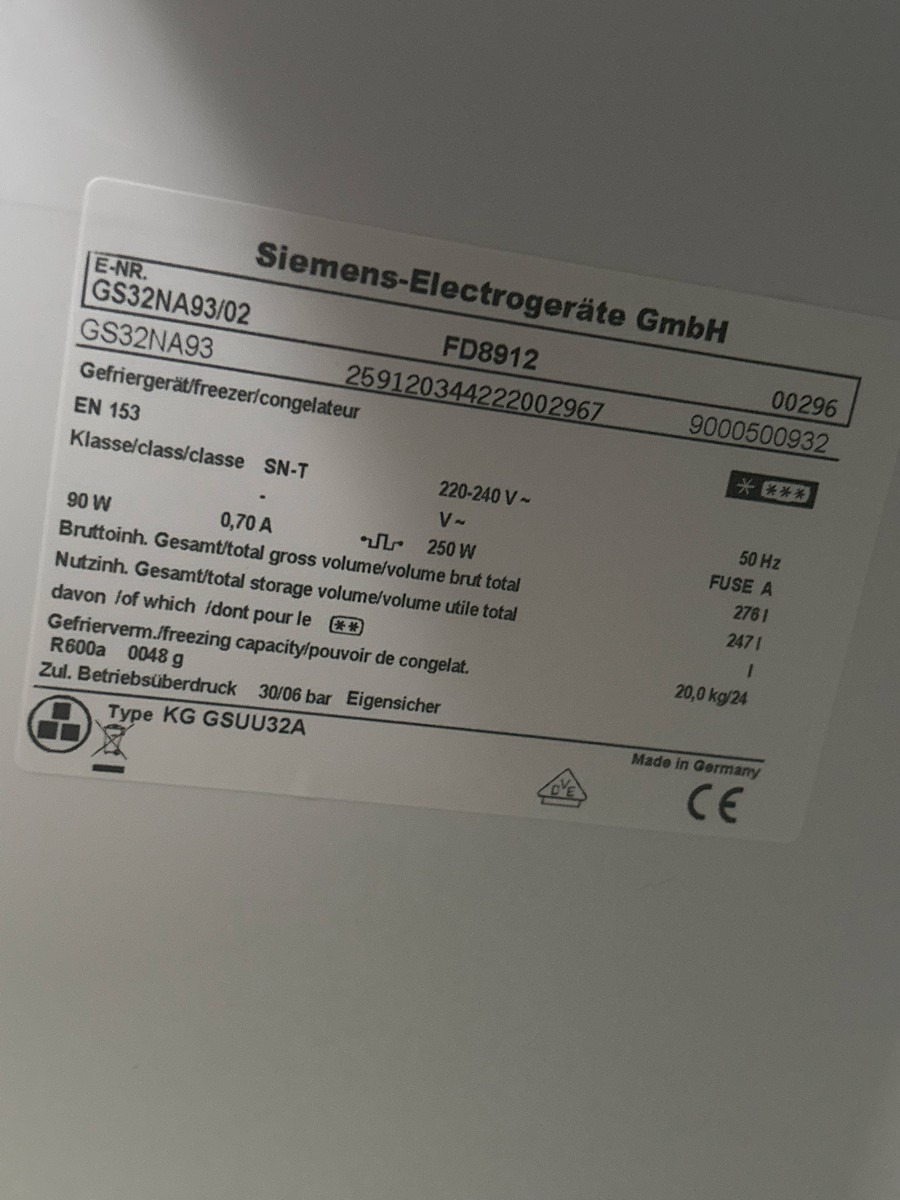 Siemens-Electrogeräte GmbH
E-NR.
GS32NA93/02 FD8912 00296
GS32NA93 259120344222002967 9000500932
Gefriergerät/freezer/congelateur
EN 153 * ***
Klasse/class/classe SN-T 220-240 V ~ 50 Hz
- V ~ FUSE A
90 W 0,70 A 250 W
Bruttoinh. Gesamt/total gross volume/volume brut total 276 l
Nutzinh. Gesamt/total storage volume/volume utile total 247 l
davon /of which /dont pour le ** l
Gefrierverm./freezing capacity/pouvoir de congelat. 20,0 kg/24
R600a 0048 g
Zul. Betriebsüberdruck 30/06 bar Eigensicher
Type KG GSUU32A
Made in Germany
DVE
CE